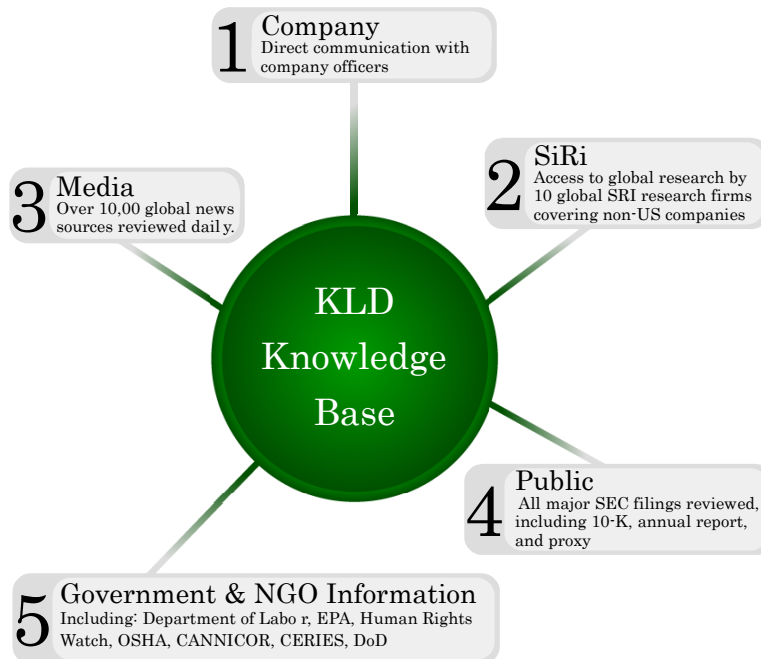 1 Company
Direct communication with
company officers
2 SiRi
Access to global research by
10 global SRI research firms
covering non-US companies
3 Media
Over 10,00 global news
sources reviewed daily.
KLD
Knowledge
Base
4 Public
All major SEC filings reviewed,
including 10-K, annual report,
and proxy
5 Government & NGO Information
Including: Department of Labo r, EPA, Human Rights
Watch, OSHA, CANNICOR, CERIES, DoD